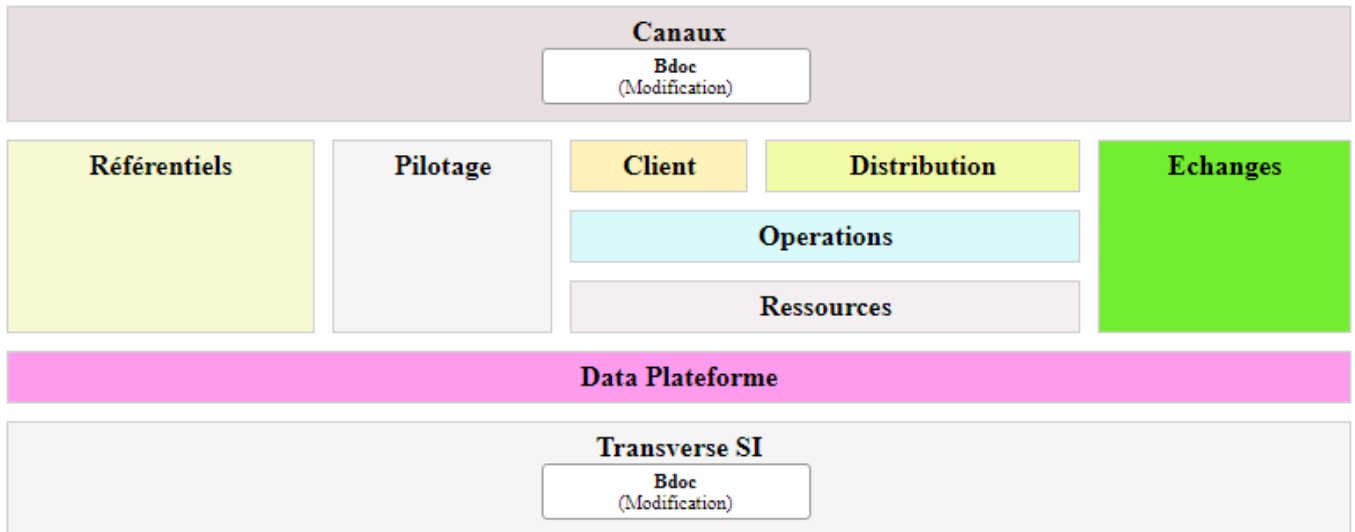 Canaux
Bdoc
(Modification)
Référentiels
Pilotage
Client
Distribution
Echanges
Operations
Ressources
Data Plateforme
Transverse SI
Bdoc
(Modification)